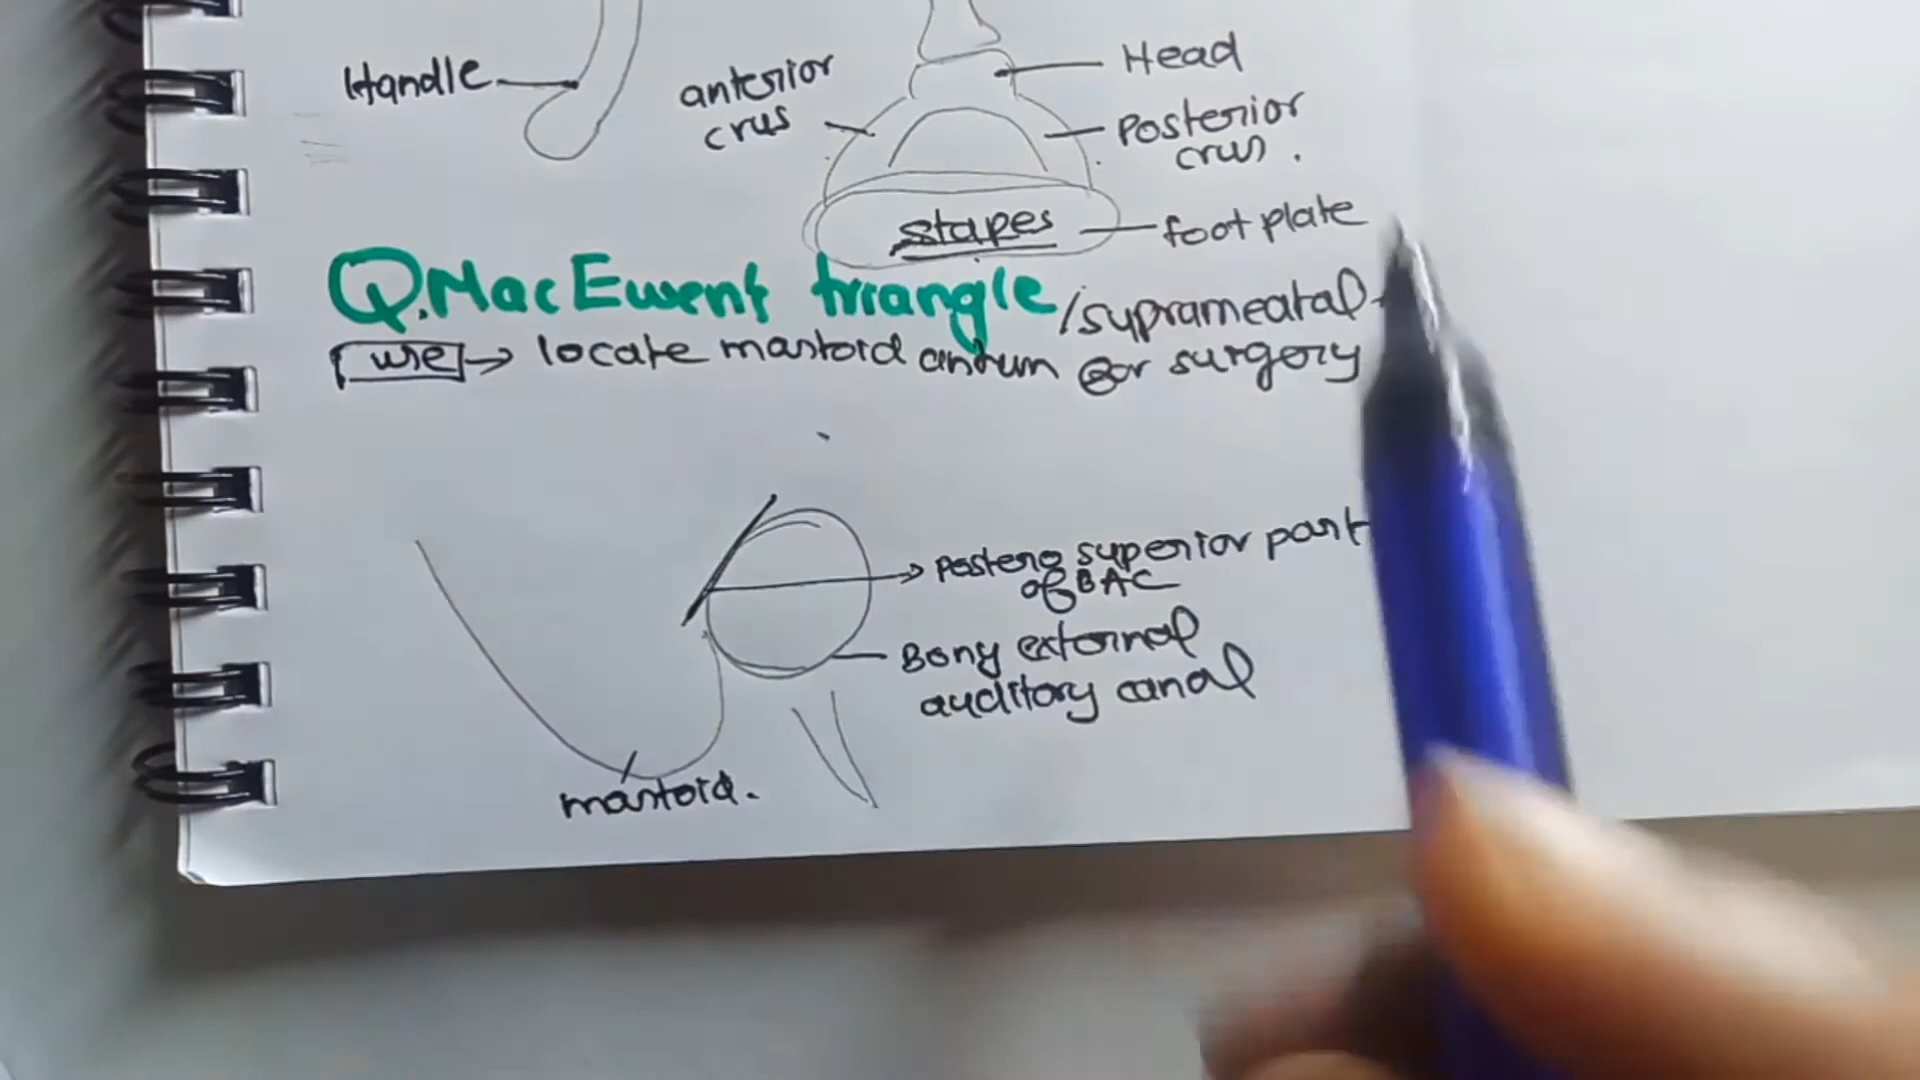 Handle
anterior
crus
Head
Posterior
crus.
stapes
foot plate
Q.MacEwent triangle /suprameatal
use → locate mastoid antrum for surgery
Postero superior part
of BAC
Bony external
auditory canal
mastoid.